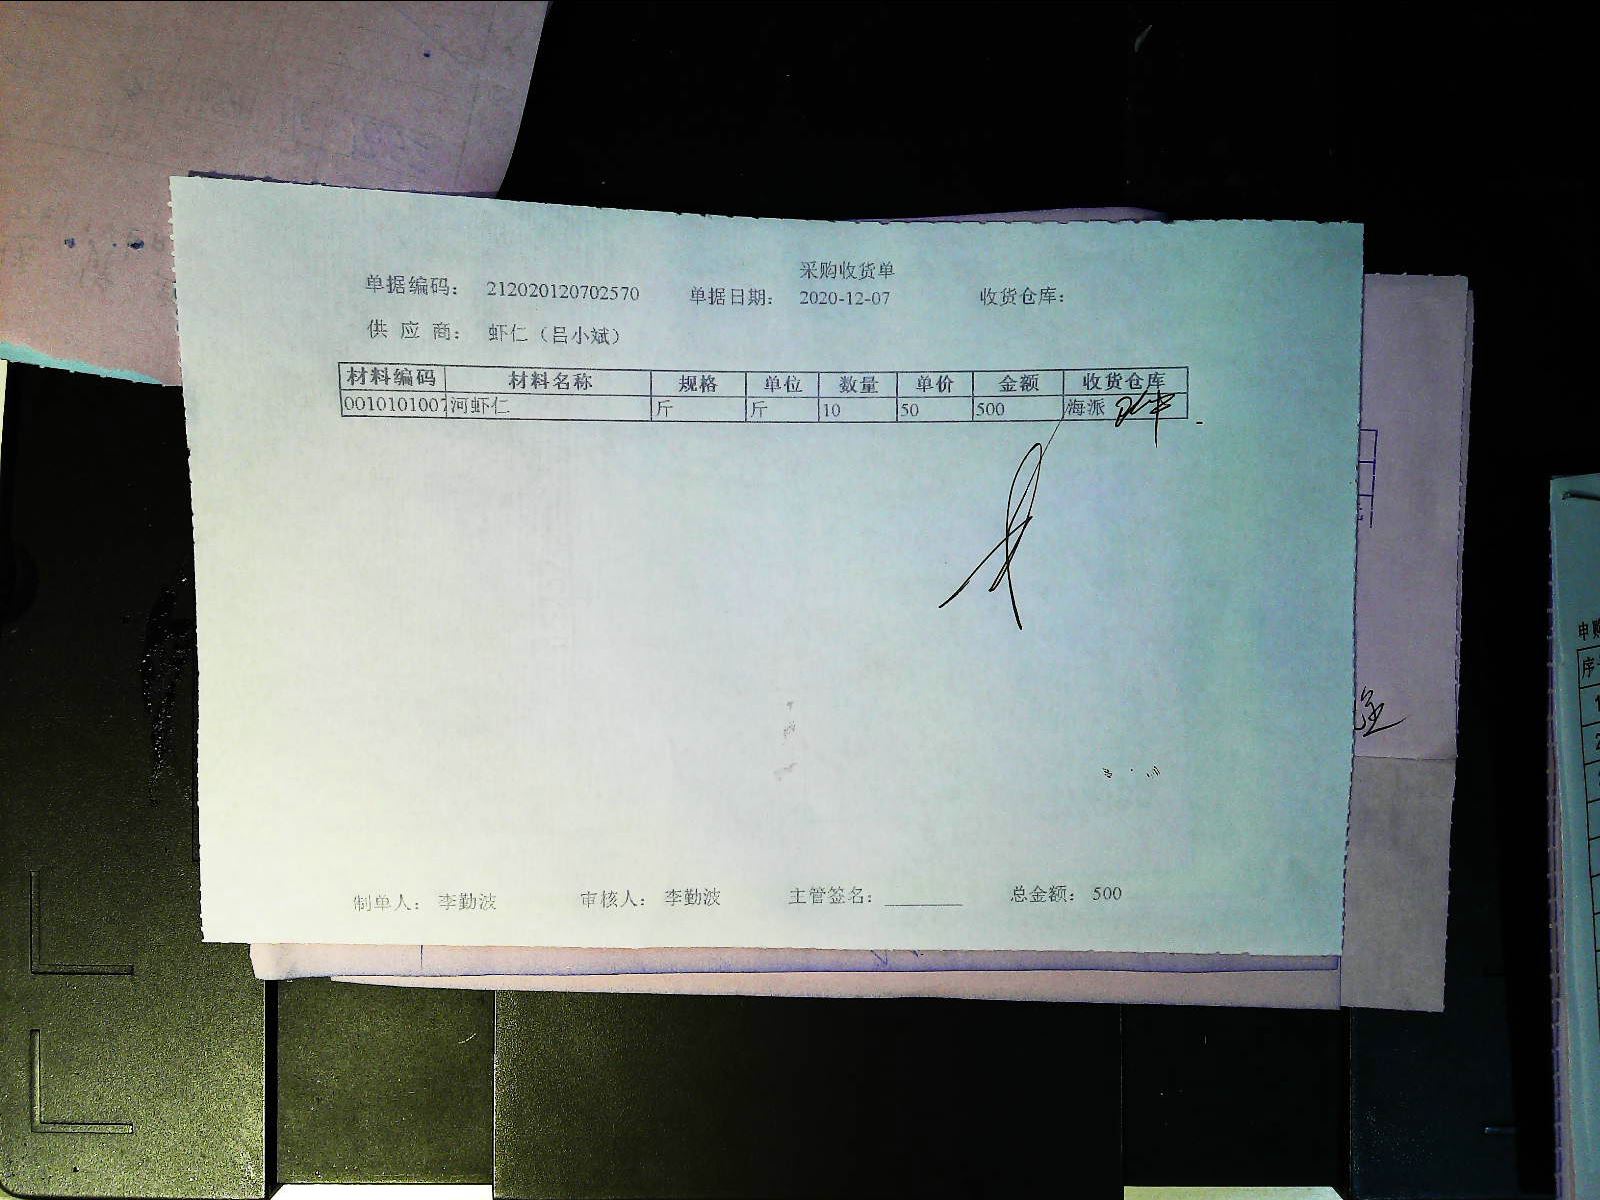 采购收货单
单据编码： 212020120702570 单据日期： 2020-12-07 收货仓库：
供 应 商： 虾仁（吕小斌）
材料编码 材料名称 规格 单位 数量 单价 金额 收货仓库
0010101007 河虾仁 斤 斤 10 50 500 海派
制单人： 李勤波 审核人： 李勤波 主管签名： 总金额： 500
申购
序号